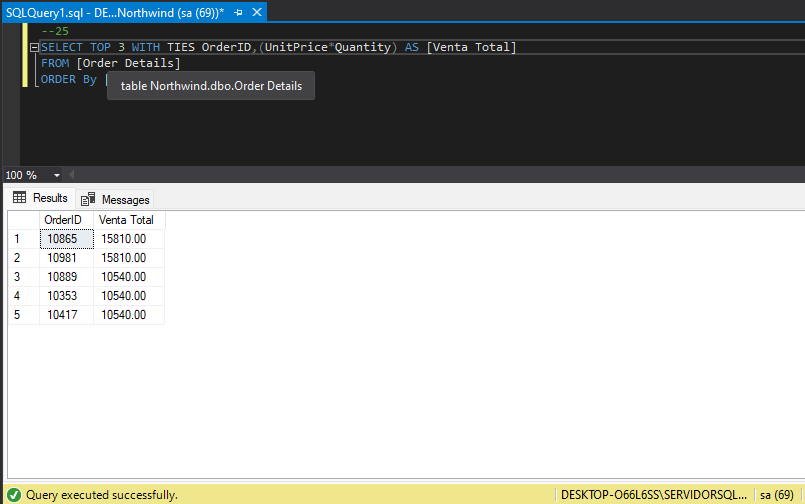 SQLQuery1.sql - DE...Northwind (sa (69))*
--25
SELECT TOP 3 WITH TIES OrderID,(UnitPrice*Quantity) AS [Venta Total]
FROM [Order Details]
ORDER By [
table Northwind.dbo.Order Details
100 %
Results Messages
OrderID Venta Total
1 10865 15810.00
2 10981 15810.00
3 10889 10540.00
4 10353 10540.00
5 10417 10540.00
Query executed successfully. DESKTOP-O66L6SS\SERVIDORSQL... sa (69)